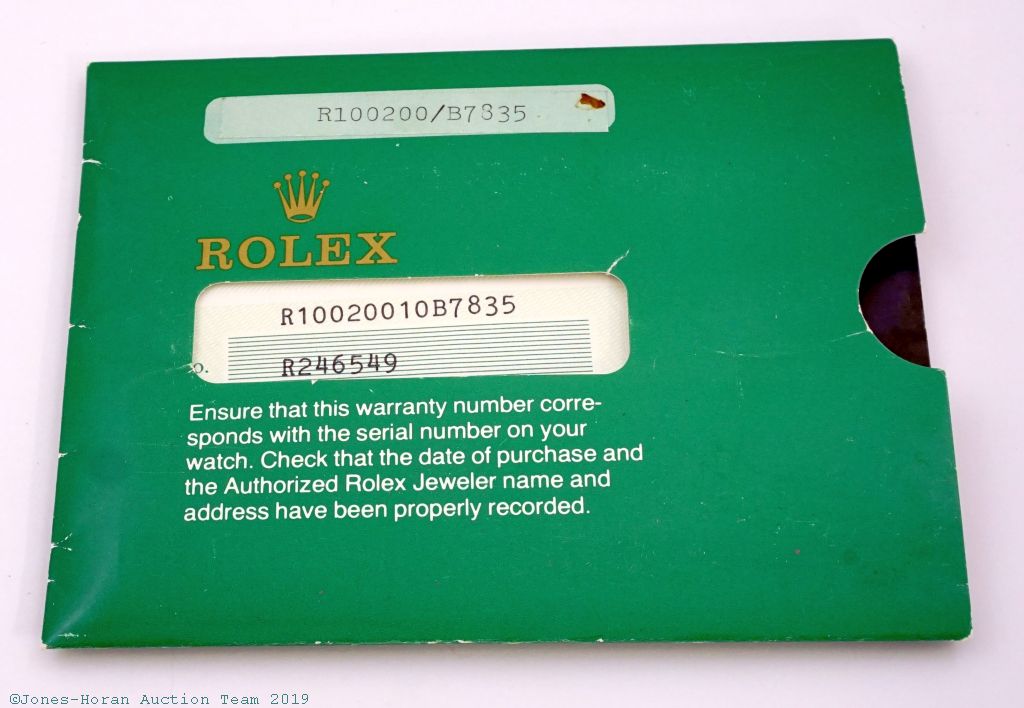 R100200/B7835
ROLEX
R10020010B7835
o.
R246549
Ensure that this warranty number corre-
sponds with the serial number on your
watch. Check that the date of purchase and
the Authorized Rolex Jeweler name and
address have been properly recorded.
©Jones-Horan Auction Team 2019